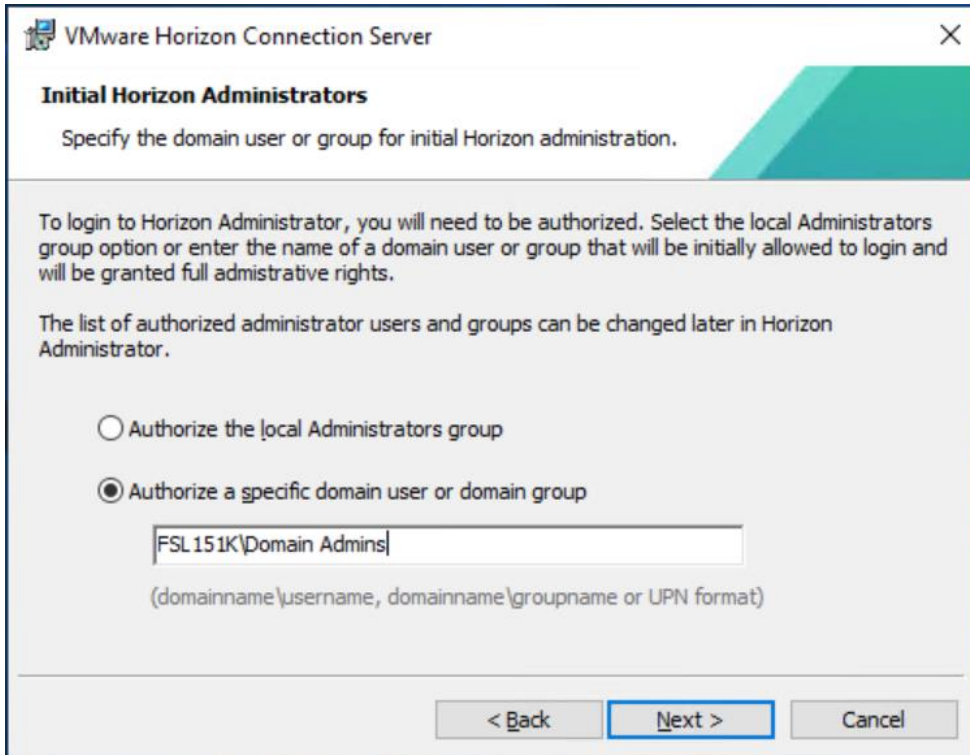 VMware Horizon Connection Server
Initial Horizon Administrators
Specify the domain user or group for initial Horizon administration.
To login to Horizon Administrator, you will need to be authorized. Select the local Administrators
group option or enter the name of a domain user or group that will be initially allowed to login and
will be granted full admistrative rights.
The list of authorized administrator users and groups can be changed later in Horizon
Administrator.
Authorize the local Administrators group
Authorize a specific domain user or domain group
FSL151K\Domain Admins
(domainname\username, domainname\groupname or UPN format)
< Back
Next >
Cancel